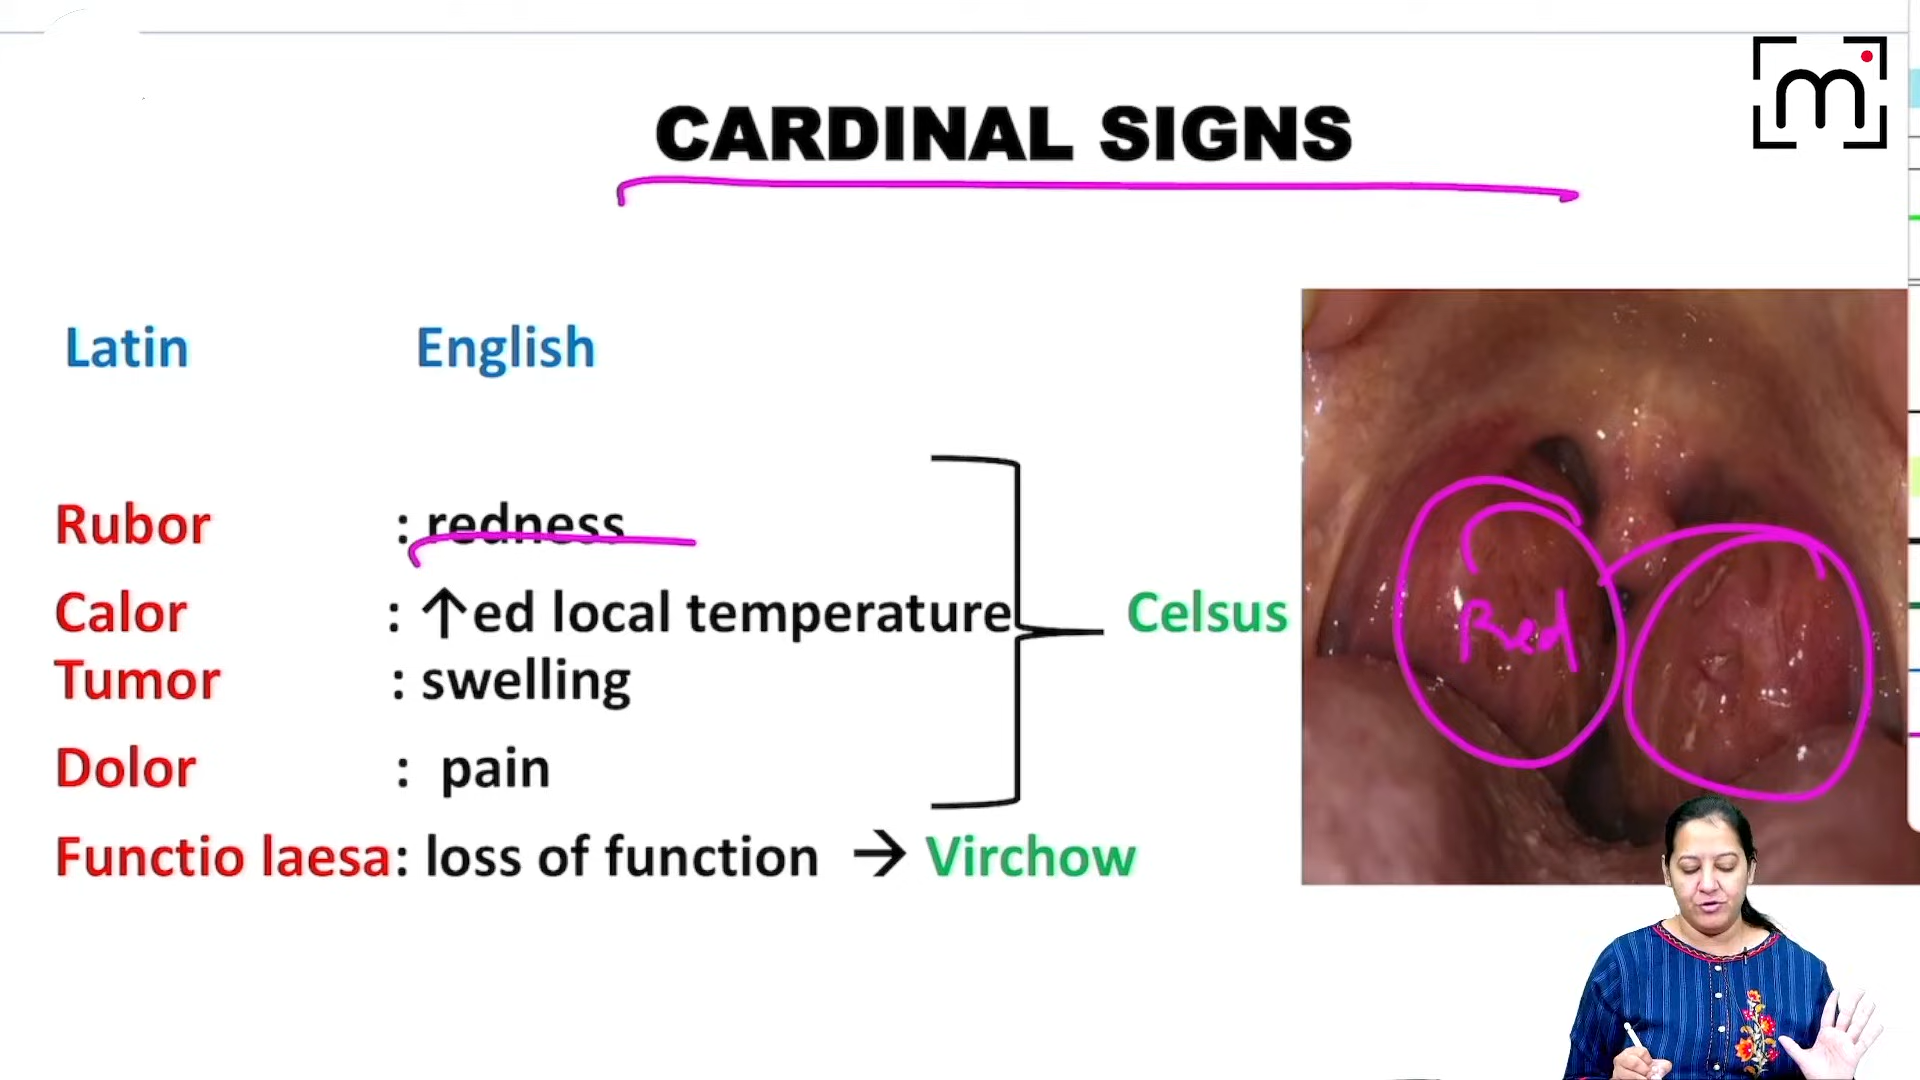 m
CARDINAL SIGNS
Latin English
Rubor : redness
Calor : ↑ed local temperature
Tumor : swelling
Dolor : pain
Celsus
Functio laesa: loss of function → Virchow
Red